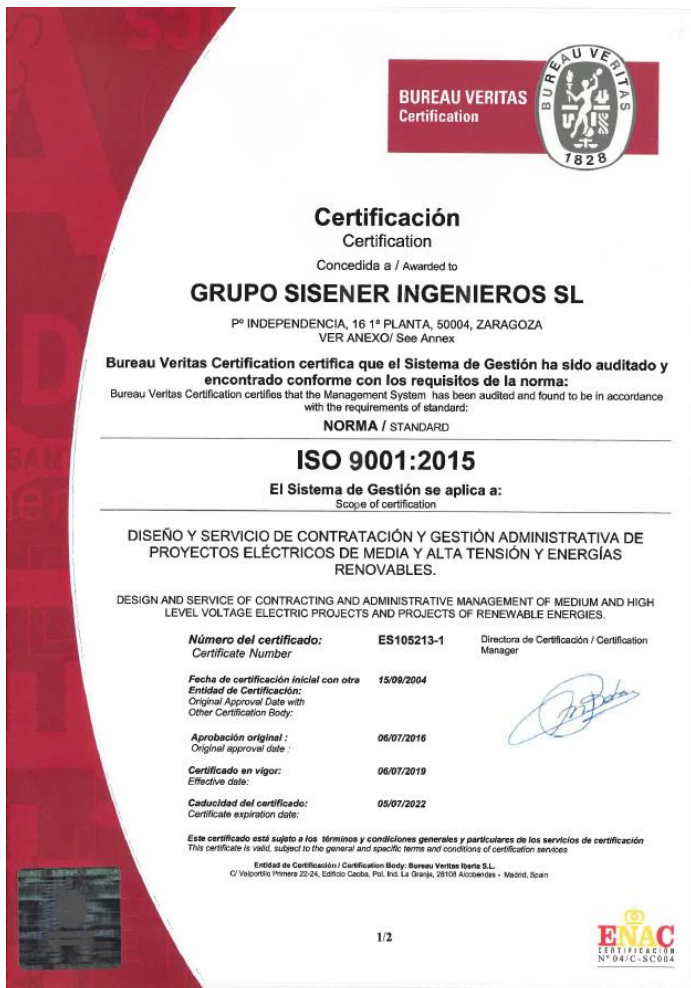 BUREAU VERITAS
Certification
BUREAU VERITAS
1828
Certificación
Certification
Concedida a / Awarded to
GRUPO SISENER INGENIEROS SL
Pº INDEPENDENCIA, 16 1ª PLANTA, 50004, ZARAGOZA
VER ANEXO/ See Annex
Bureau Veritas Certification certifica que el Sistema de Gestión ha sido auditado y
encontrado conforme con los requisitos de la norma:
Bureau Veritas Certification certifies that the Management System has been audited and found to be in accordance
with the requirements of standard:
NORMA / STANDARD
ISO 9001:2015
El Sistema de Gestión se aplica a:
Scope of certification
DISEÑO Y SERVICIO DE CONTRATACIÓN Y GESTIÓN ADMINISTRATIVA DE
PROYECTOS ELÉCTRICOS DE MEDIA Y ALTA TENSIÓN Y ENERGÍAS
RENOVABLES.
DESIGN AND SERVICE OF CONTRACTING AND ADMINISTRATIVE MANAGEMENT OF MEDIUM AND HIGH
LEVEL VOLTAGE ELECTRIC PROJECTS AND PROJECTS OF RENEWABLE ENERGIES.
Número del certificado: ES105213-1 Directora de Certificación / Certification
Certificate Number Manager
Fecha de certificación inicial con otra 15/09/2004
Entidad de Certificación:
Original Approval Date with
Other Certification Body:
Aprobación original : 06/07/2016
Original approval date :
Certificado en vigor: 06/07/2019
Effective date:
Caducidad del certificado: 05/07/2022
Certificate expiration date:
Este certificado está sujeto a los términos y condiciones generales y particulares de los servicios de certificación
This certificate is valid, subject to the general and specific terms and conditions of certification services
Entidad de Certificación / Certification Body: Bureau Veritas Iberia S.L.
C/ Valportillo Primera 22-24, Edificio Caoba, Pol. Ind. La Granja, 28108 Alcobendas - Madrid, Spain
1/2
ENAC
CERTIFICACIÓN
Nº 04/C-SC004